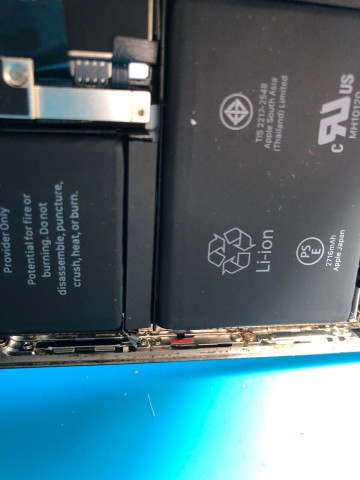 Provider Only
Potential for fire or
burning. Do not
disassemble, puncture,
crush, heat, or burn.
TIS 2217-2548
Apple South Asia
(Thailand) Limited
c US
MH10120
Li-ion
PS
E
2716mAh
Apple Japan